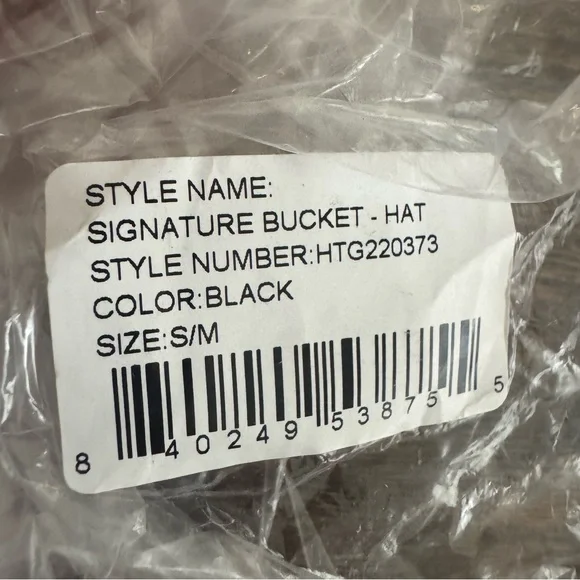 STYLE NAME:
SIGNATURE BUCKET - HAT
STYLE NUMBER:HTG220373
COLOR:BLACK
SIZE:S/M
8 40249 53875 5